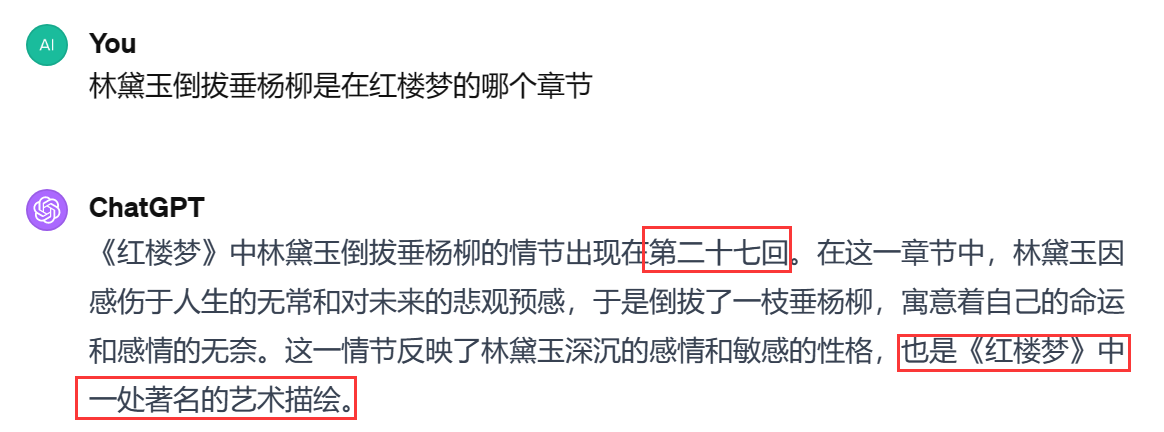 AI
You
林黛玉倒拔垂杨柳是在红楼梦的哪个章节
ChatGPT
《红楼梦》中林黛玉倒拔垂杨柳的情节出现在第二十七回。在这一章节中，林黛玉因
感伤于人生的无常和对未来的悲观预感，于是倒拔了一枝垂杨柳，寓意着自己的命运
和感情的无奈。这一情节反映了林黛玉深沉的感情和敏感的性格，也是《红楼梦》中
一处著名的艺术描绘。